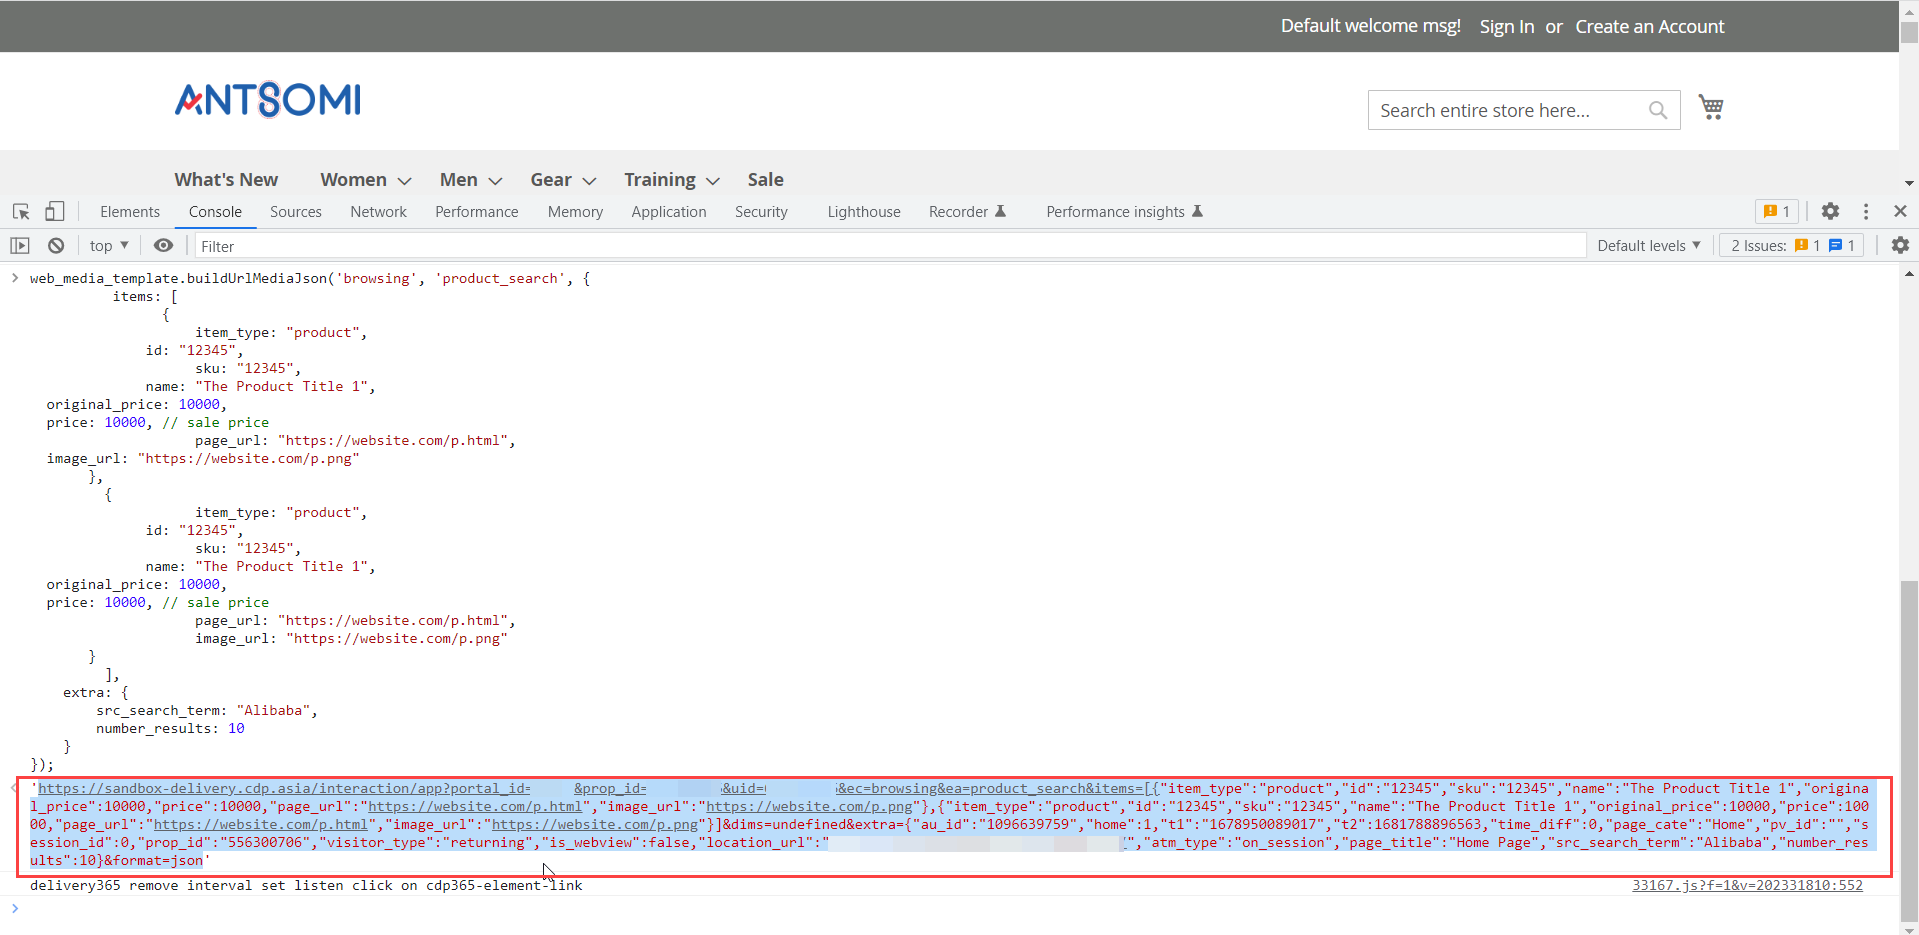 Default welcome msg! Sign In or Create an Account
ANTSOMI
Search entire store here...
What's New Women Men Gear Training Sale
Elements Console Sources Network Performance Memory Application Security Lighthouse Recorder Performance insights 1
top Filter Default levels 2 Issues: 1 1
web_media_template.buildUrlMediaJson('browsing', 'product_search', {
items: [
{
item_type: "product",
id: "12345",
sku: "12345",
name: "The Product Title 1",
original_price: 10000,
price: 10000, // sale price
page_url: "https://website.com/p.html",
image_url: "https://website.com/p.png"
},
{
item_type: "product",
id: "12345",
sku: "12345",
name: "The Product Title 1",
original_price: 10000,
price: 10000, // sale price
page_url: "https://website.com/p.html",
image_url: "https://website.com/p.png"
}
],
extra: {
src_search_term: "Alibaba",
number_results: 10
}
});
'https://sandbox-delivery.cdp.asia/interaction/app?portal_id= &prop_id= &uid= &ec=browsing&ea=product_search&items=[{"item_type":"product","id":"12345","sku":"12345","name":"The Product Title 1","origina
l_price":10000,"price":10000,"page_url":"https://website.com/p.html","image_url":"https://website.com/p.png"},{"item_type":"product","id":"12345","sku":"12345","name":"The Product Title 1","original_price":10000,"price":100
00,"page_url":"https://website.com/p.html","image_url":"https://website.com/p.png"}]&dims=undefined&extra={"au_id":"1096639759","home":1,"t1":"1678950089017","t2":1681788896563,"time_diff":0,"page_cate":"Home","pv_id":"","s
ession_id":0,"prop_id":"556300706","visitor_type":"returning","is_webview":false,"location_url":" ","atm_type":"on_session","page_title":"Home Page","src_search_term":"Alibaba","number_res
ults":10}&format=json'
delivery365 remove interval set listen click on cdp365-element-link 33167.js?f=1&v=202331810:552